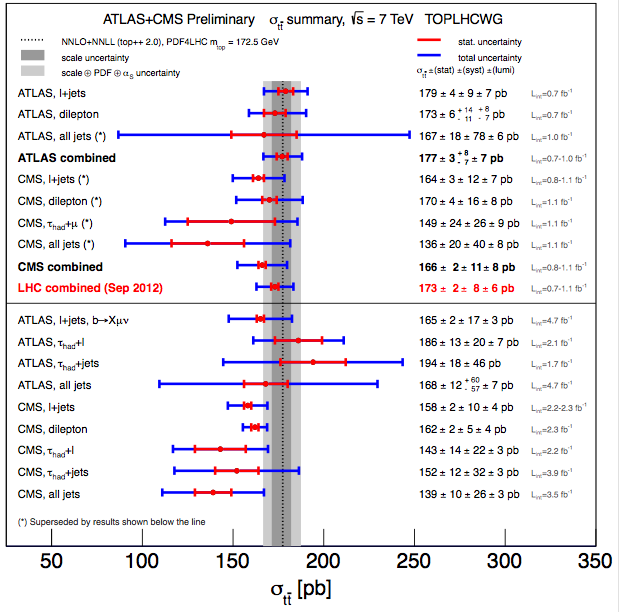 ATLAS+CMS Preliminary σtt̄ summary, √s = 7 TeV TOPLHCWG
NNLO+NNLL (top++ 2.0), PDF4LHC mtop = 172.5 GeV stat. uncertainty
scale uncertainty total uncertainty
scale ⊕ PDF ⊕ αS uncertainty σtt̄ ±(stat) ±(syst) ±(lumi)
ATLAS, l+jets 179 ± 4 ± 9 ± 7 pb Lint=0.7 fb-1
ATLAS, dilepton 173 ± 6 + 14 - 11 + 8 - 7 pb Lint=0.7 fb-1
ATLAS, all jets (*) 167 ± 18 ± 78 ± 6 pb Lint=1.0 fb-1
ATLAS combined 177 ± 3 + 8 - 7 ± 7 pb Lint=0.7-1.0 fb-1
CMS, l+jets (*) 164 ± 3 ± 12 ± 7 pb Lint=0.8-1.1 fb-1
CMS, dilepton (*) 170 ± 4 ± 16 ± 8 pb Lint=1.1 fb-1
CMS, τhad+μ (*) 149 ± 24 ± 26 ± 9 pb Lint=1.1 fb-1
CMS, all jets (*) 136 ± 20 ± 40 ± 8 pb Lint=1.1 fb-1
CMS combined 166 ± 2 ± 11 ± 8 pb Lint=0.8-1.1 fb-1
LHC combined (Sep 2012) 173 ± 2 ± 8 ± 6 pb Lint=0.7-1.1 fb-1
ATLAS, l+jets, b→Xμν 165 ± 2 ± 17 ± 3 pb Lint=4.7 fb-1
ATLAS, τhad+l 186 ± 13 ± 20 ± 7 pb Lint=2.1 fb-1
ATLAS, τhad+jets 194 ± 18 ± 46 pb Lint=1.7 fb-1
ATLAS, all jets 168 ± 12 + 60 - 57 ± 7 pb Lint=4.7 fb-1
CMS, l+jets 158 ± 2 ± 10 ± 4 pb Lint=2.2-2.3 fb-1
CMS, dilepton 162 ± 2 ± 5 ± 4 pb Lint=2.3 fb-1
CMS, τhad+l 143 ± 14 ± 22 ± 3 pb Lint=2.2 fb-1
CMS, τhad+jets 152 ± 12 ± 32 ± 3 pb Lint=3.9 fb-1
CMS, all jets 139 ± 10 ± 26 ± 3 pb Lint=3.5 fb-1
(*) Superseded by results shown below the line
50 100 150 200 250 300 350
σtt̄ [pb]